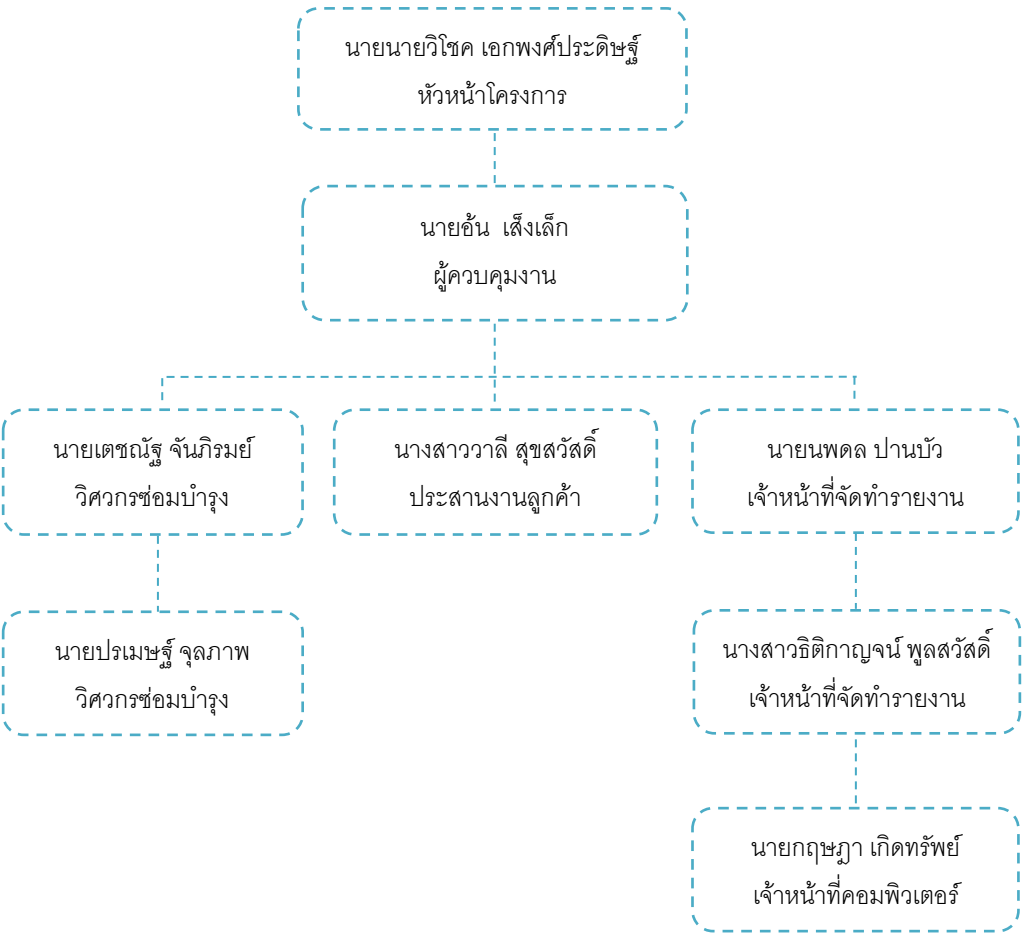 นายนายวิโชค เอกพงศ์ประดิษฐ์
หัวหน้าโครงการ
นายอ้น เส็งเล็ก
ผู้ควบคุมงาน
นายเตชณัฐ จันภิรมย์
วิศวกรซ่อมบำรุง
นางสาววาลี สุขสวัสดิ์
ประสานงานลูกค้า
นายนพดล ปานบัว
เจ้าหน้าที่จัดทำรายงาน
นายปรเมษฐ์ จุลภาพ
วิศวกรซ่อมบำรุง
นางสาวธิติกาญจน์ พูลสวัสดิ์
เจ้าหน้าที่จัดทำรายงาน
นายกฤษฎา เกิดทรัพย์
เจ้าหน้าที่คอมพิวเตอร์